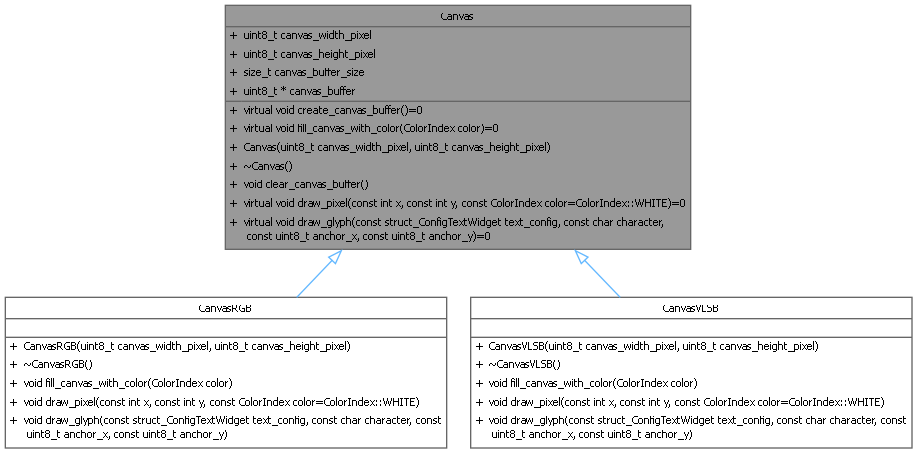 Canvas
+ uint8_t canvas_width_pixel
+ uint8_t canvas_height_pixel
+ size_t canvas_buffer_size
+ uint8_t * canvas_buffer
+ virtual void create_canvas_buffer()=0
+ virtual void fill_canvas_with_color(ColorIndex color)=0
+ Canvas(uint8_t canvas_width_pixel, uint8_t canvas_height_pixel)
+ ~Canvas()
+ void clear_canvas_buffer()
+ virtual void draw_pixel(const int x, const int y, const ColorIndex color=ColorIndex::WHITE)=0
+ virtual void draw_glyph(const struct_ConfigTextWidget text_config, const char character,
const uint8_t anchor_x, const uint8_t anchor_y)=0
CanvasRGB
+ CanvasRGB(uint8_t canvas_width_pixel, uint8_t canvas_height_pixel)
+ ~CanvasRGB()
+ void fill_canvas_with_color(ColorIndex color)
+ void draw_pixel(const int x, const int y, const ColorIndex color=ColorIndex::WHITE)
+ void draw_glyph(const struct_ConfigTextWidget text_config, const char character, const
uint8_t anchor_x, const uint8_t anchor_y)
CanvasVLSB
+ CanvasVLSB(uint8_t canvas_width_pixel, uint8_t canvas_height_pixel)
+ ~CanvasVLSB()
+ void fill_canvas_with_color(ColorIndex color)
+ void draw_pixel(const int x, const int y, const ColorIndex color=ColorIndex::WHITE)
+ void draw_glyph(const struct_ConfigTextWidget text_config, const char character, const
uint8_t anchor_x, const uint8_t anchor_y)